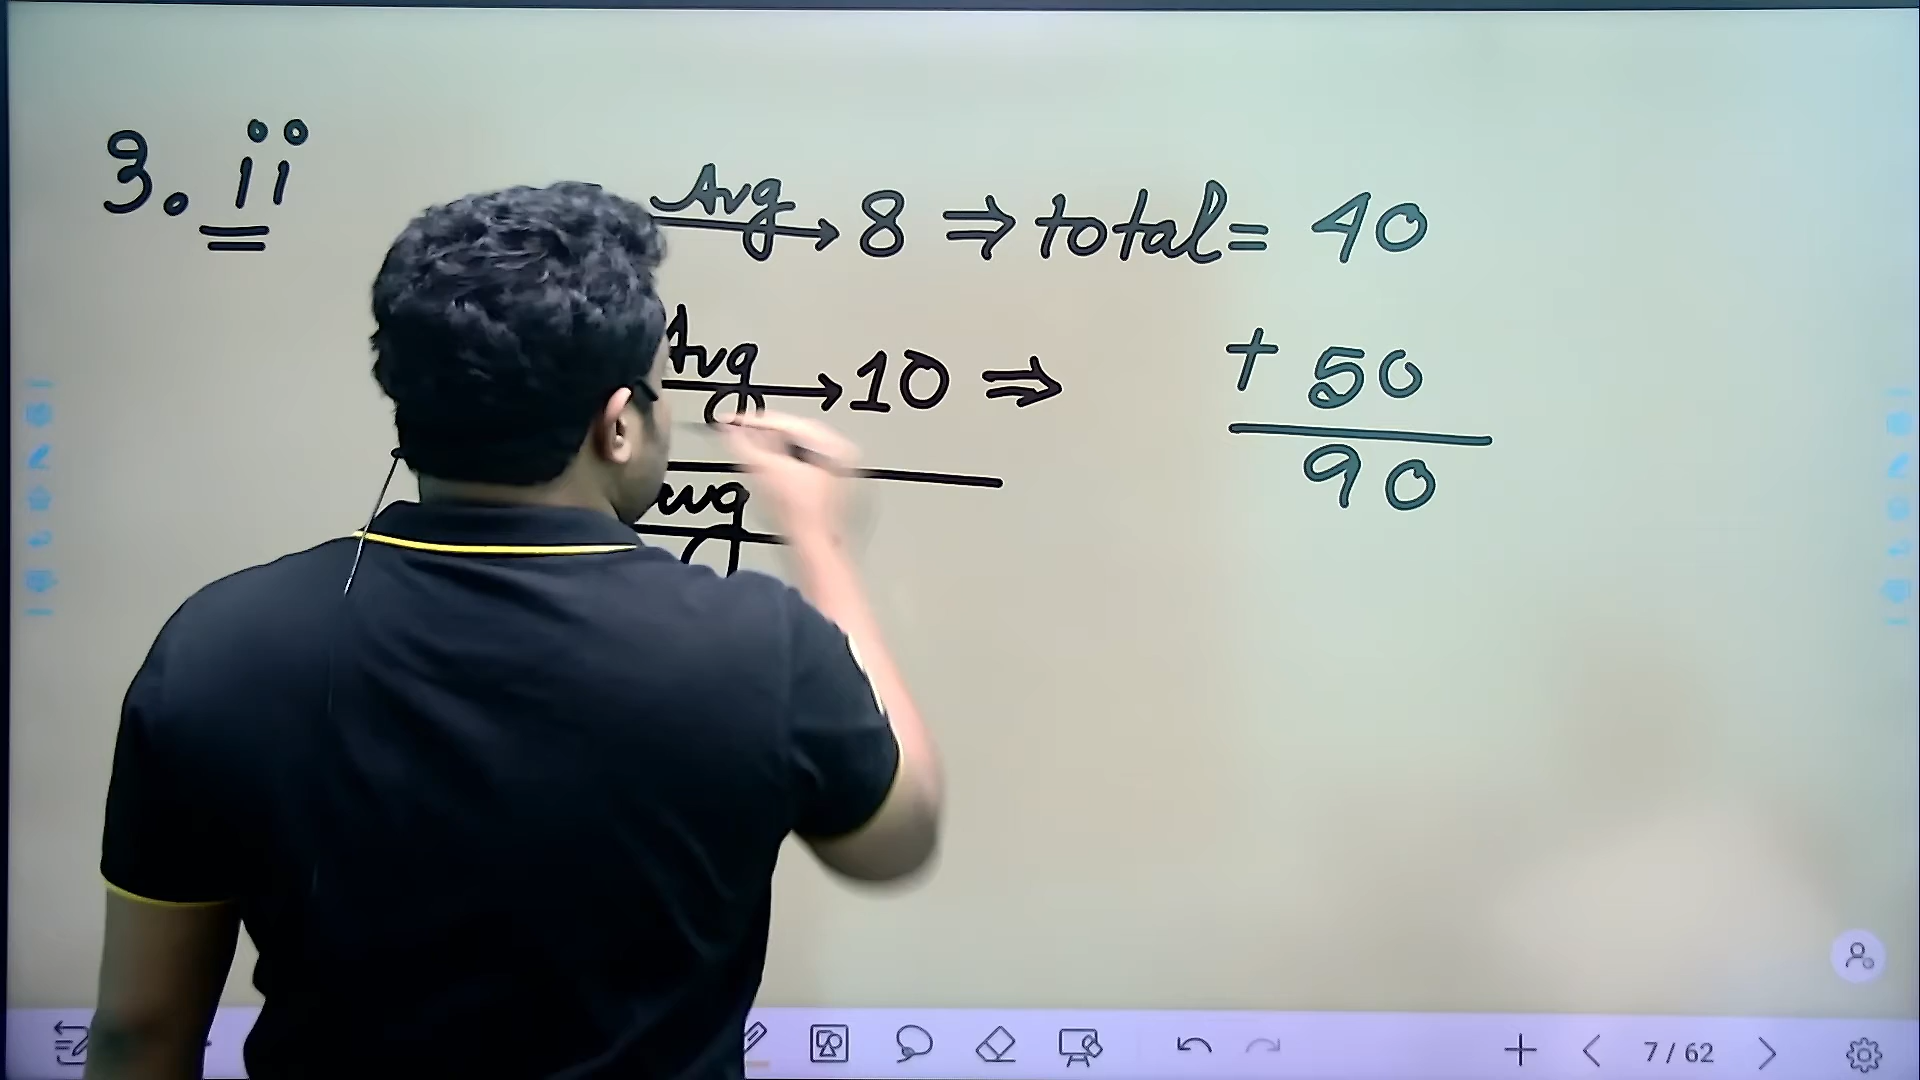 3. ii
Avg 8 ⇒ total = 40
Avg 10 ⇒ + 50
90
7 / 62